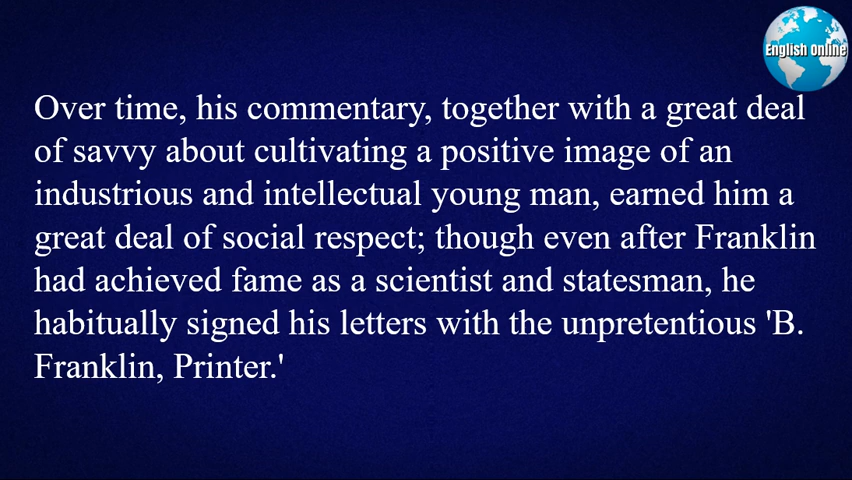 English Online
Over time, his commentary, together with a great deal
of savvy about cultivating a positive image of an
industrious and intellectual young man, earned him a
great deal of social respect; though even after Franklin
had achieved fame as a scientist and statesman, he
habitually signed his letters with the unpretentious 'B.
Franklin, Printer.'